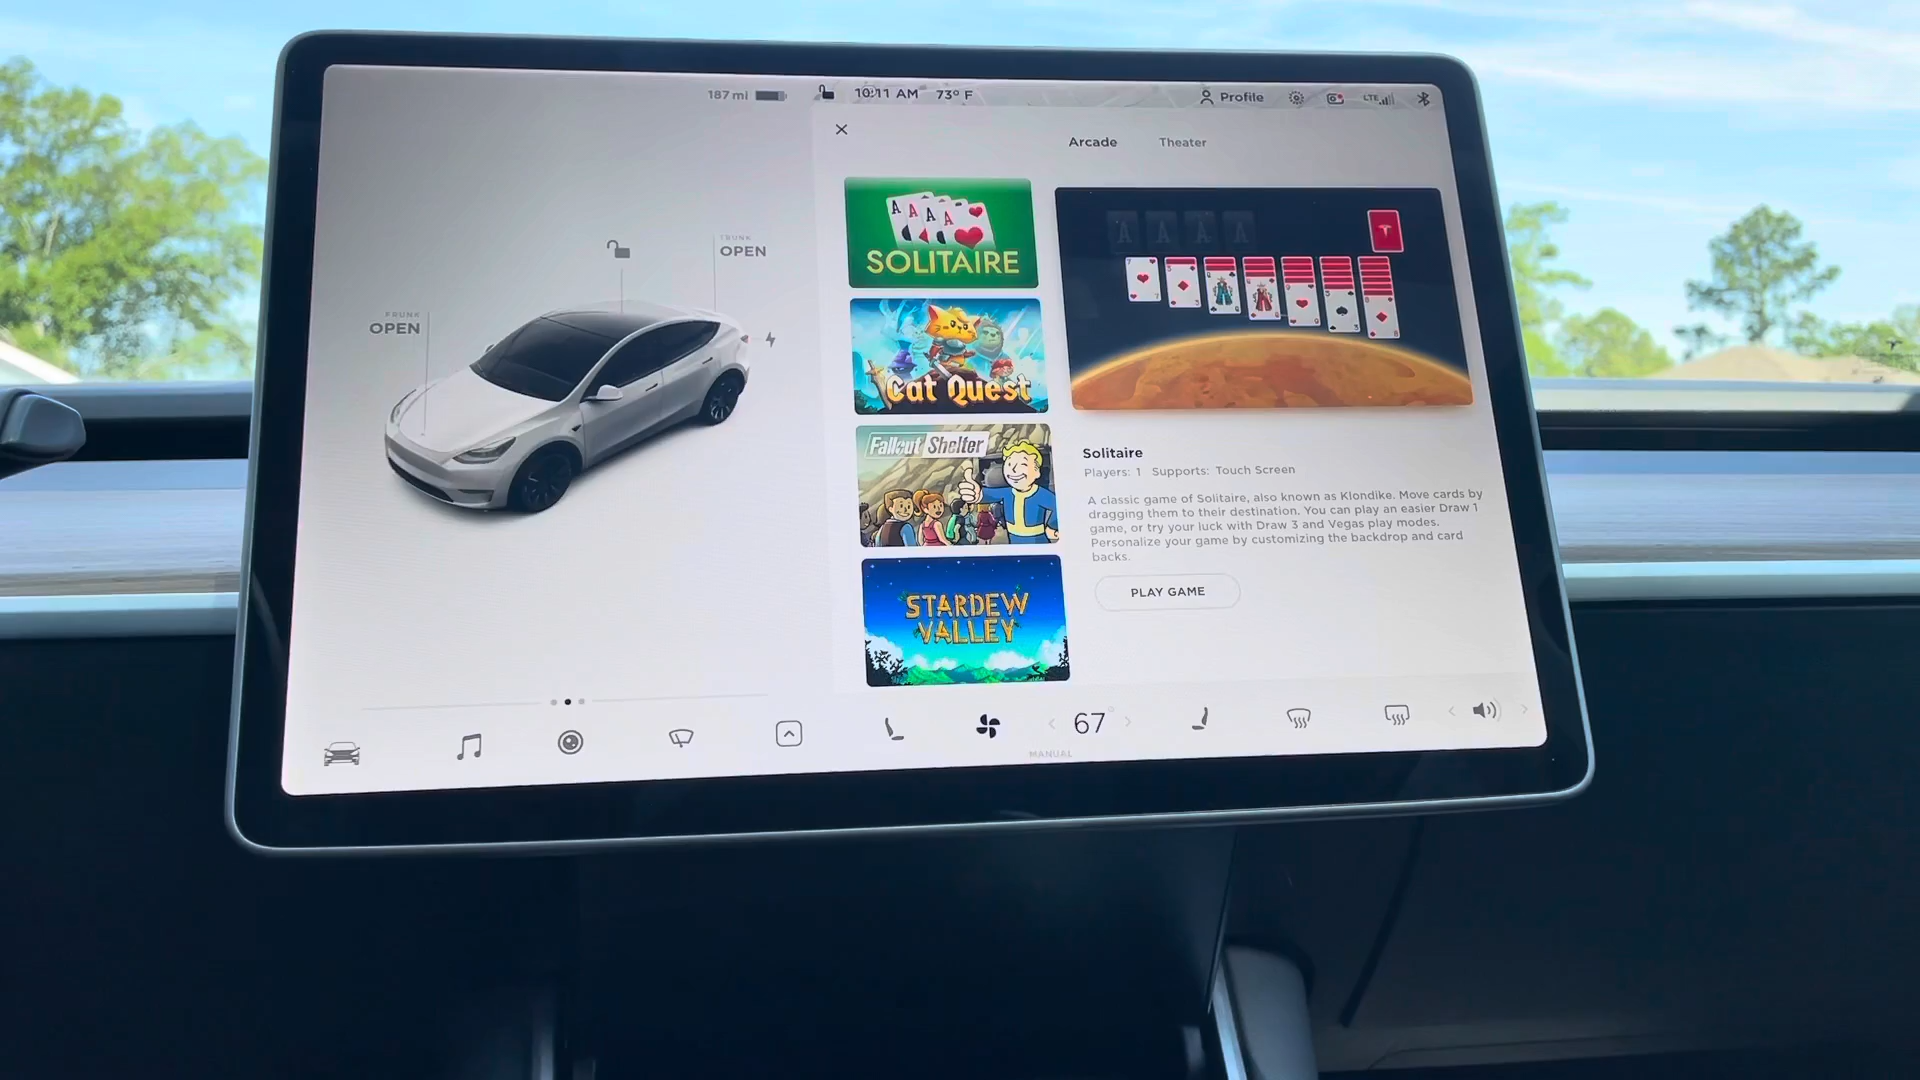 187 mi
10:11 AM 73° F
Profile
LTE
Arcade Theater
TRUNK
OPEN
FRUNK
OPEN
SOLITAIRE
Cat Quest
Fallout Shelter
STARDEW
VALLEY
Solitaire
Players: 1 Supports: Touch Screen
A classic game of Solitaire, also known as Klondike. Move cards by
dragging them to their destination. You can play an easier Draw 1
game, or try your luck with Draw 3 and Vegas play modes.
Personalize your game by customizing the backdrop and card
backs.
PLAY GAME
67
MANUAL